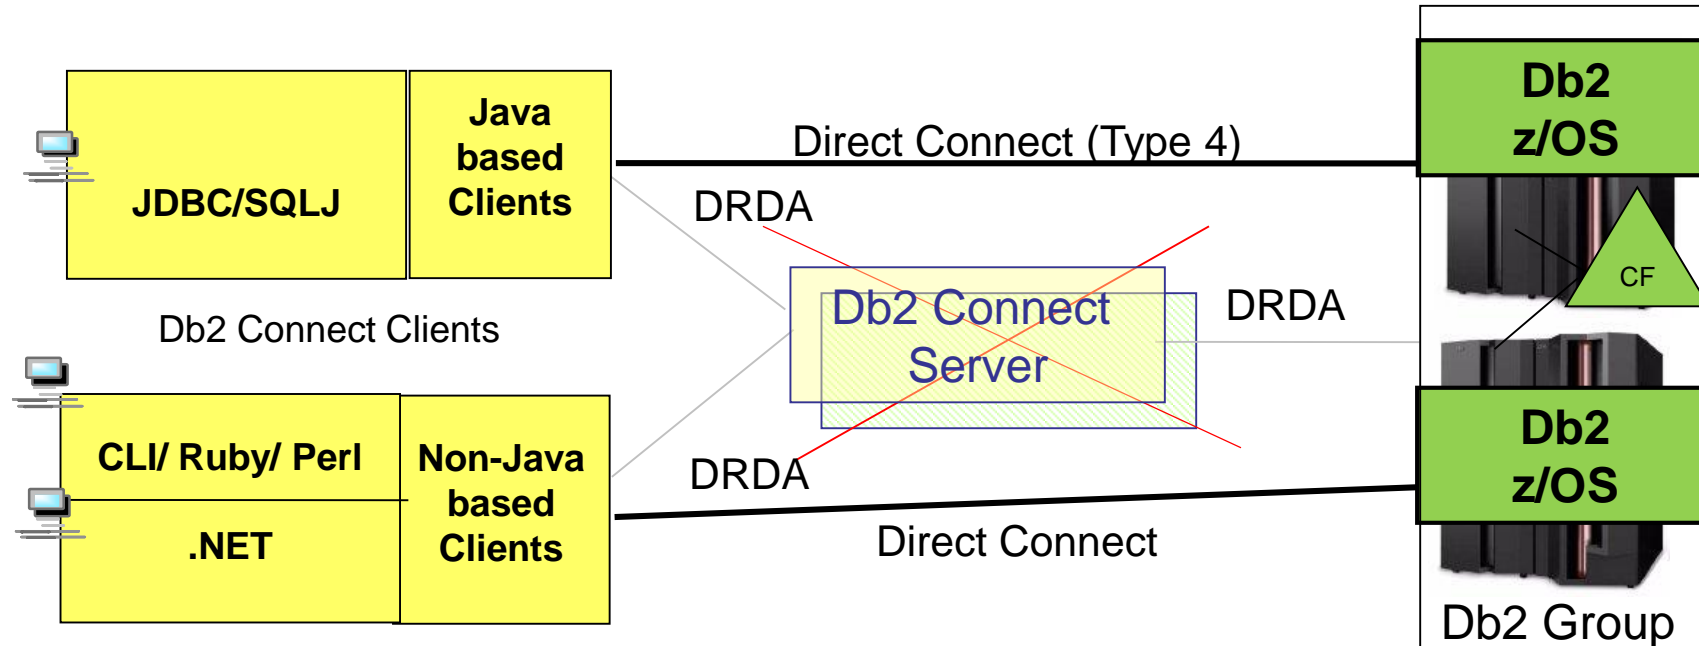 Java
based
Clients
JDBC/SQLJ
Direct Connect (Type 4)
Db2
z/OS
DRDA
CF
Db2 Connect
Server
DRDA
Db2 Connect Clients
CLI/ Ruby/ Perl
.NET
Non-Java
based
Clients
DRDA
Direct Connect
Db2
z/OS
Db2 Group